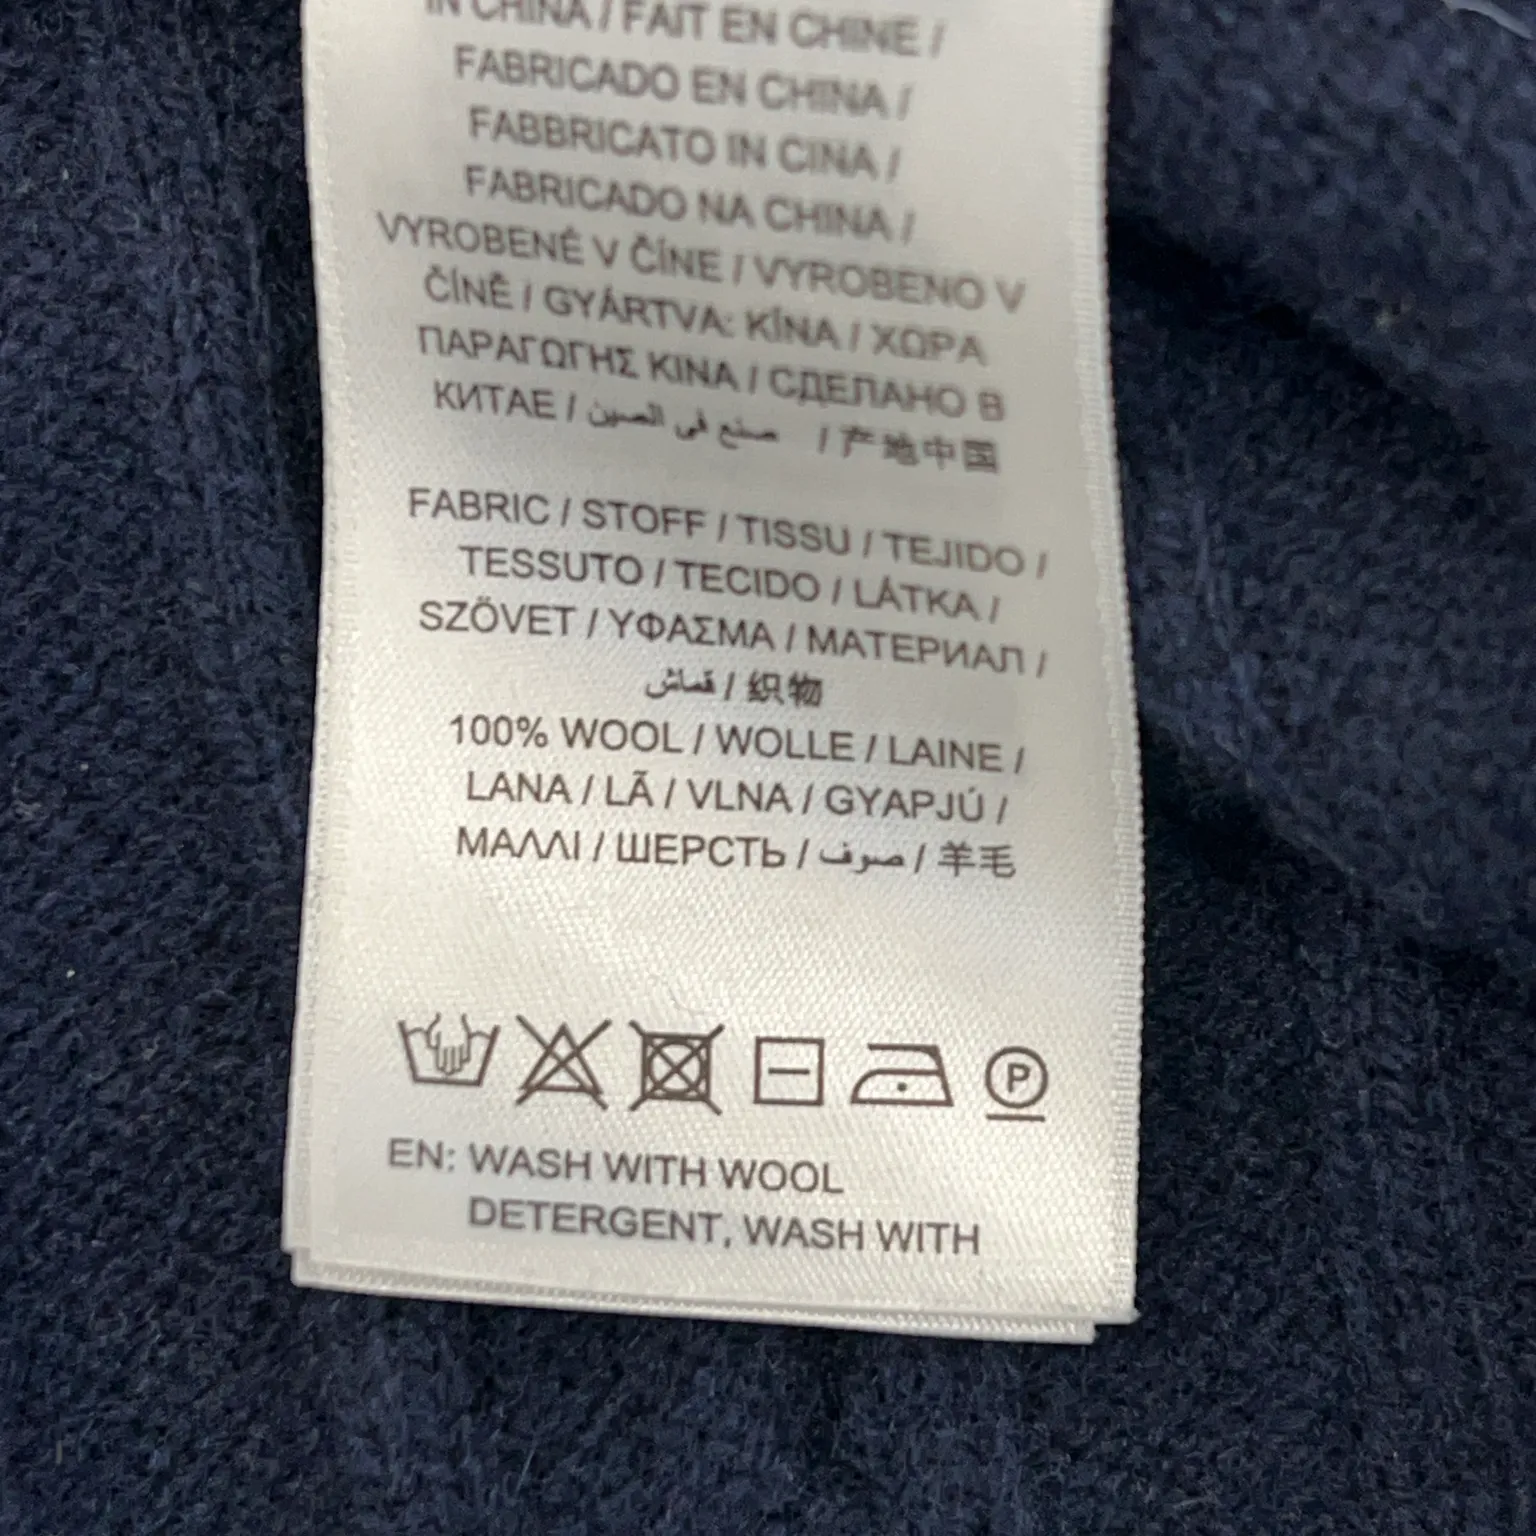 IN CHINA / FAIT EN CHINE /
FABRICADO EN CHINA /
FABBRICATO IN CINA /
FABRICADO NA CHINA /
VYROBENÉ V ČÍNE / VYROBENO V
ČÍNĚ / GYÁRTVA: KÍNA / ΧΩΡΑ
ΠΑΡΑΓΩΓΗΣ ΚΙΝΑ / СДЕЛАНО В
КИТАЕ / صنع في الصين / 产地中国
FABRIC / STOFF / TISSU / TEJIDO /
TESSUTO / TECIDO / LÁTKA /
SZÖVET / ΥΦΑΣΜΑ / МАТЕРИАЛ /
قماش / 织物
100% WOOL / WOLLE / LAINE /
LANA / LÃ / VLNA / GYAPJÚ /
ΜΑΛΛΙ / ШЕРСТЬ / صوف / 羊毛
P
EN: WASH WITH WOOL
DETERGENT, WASH WITH